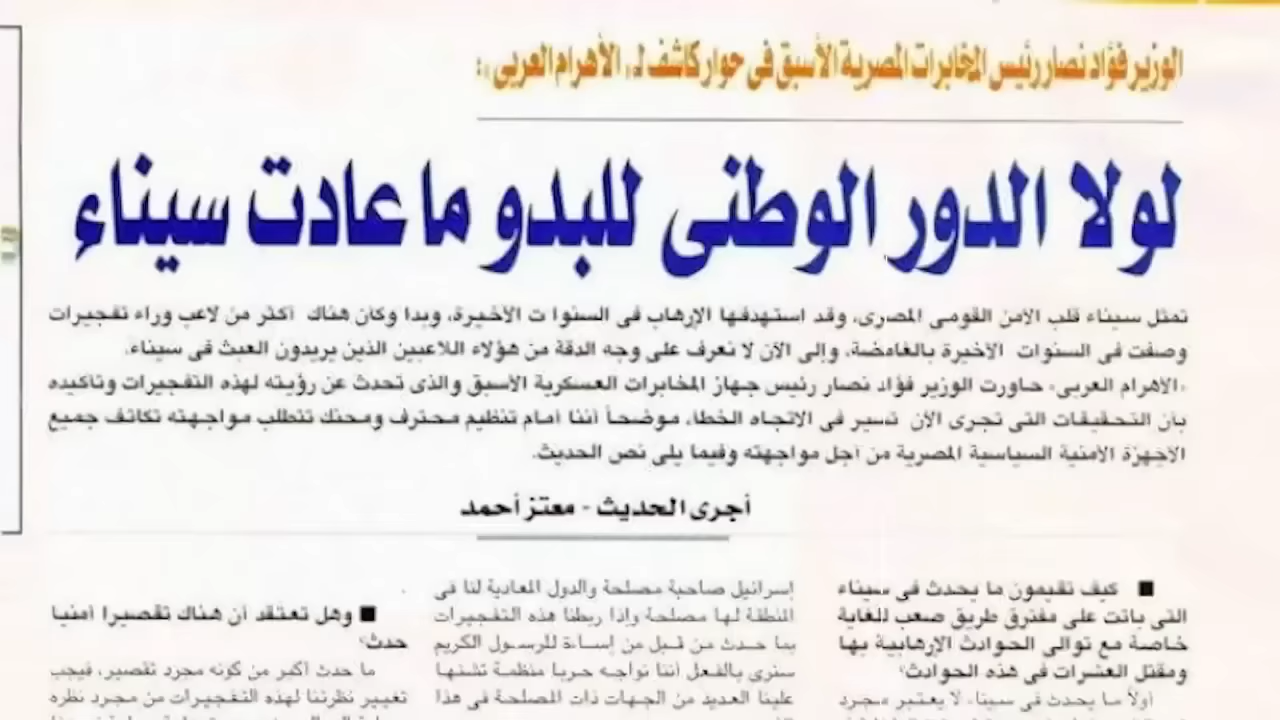 الوزير فؤاد نصار رئيس المخابرات المصرية الأسبق فى حوار كاشف لـ« الأهرام العربى »:
لولا الدور الوطنى للبدو ما عادت سيناء
تمثل سيناء قلب الأمن القومى المصرى، وقد استهدفها الإرهاب فى السنوا ت الأخيرة، وبدا وكأن هناك أكثر من لاعب وراء تفجيرات
وصفت فى السنوات الأخيرة بالغامضة، وإلى الآن لا نعرف على وجه الدقة من هؤلاء اللاعبين الذين يريدون العبث فى سيناء.
«الأهرام العربى» حاورت الوزير فؤاد نصار رئيس جهاز المخابرات العسكرية الأسبق والذى تحدث عن رؤيته لهذه التفجيرات وتأكيده
بأن التحقيقات التى تجرى الآن تسير فى الاتجاه الخطأ، موضحاً أننا أمام تنظيم محترف ومحنك تتطلب مواجهته تكاتف جميع
الأجهزة الأمنية السياسية المصرية من أجل مواجهته وفيما يلى نص الحديث.
أجرى الحديث - معتز أحمد
■ كيف تقيمون ما يحدث فى سيناء
التى باتت على مفترق طريق صعب للغاية
خاصة مع توالى الحوادث الإرهابية بها
ومقتل العشرات فى هذه الحوادث؟
أولاً ما يحدث فى سيناء لا يعتبر مجرد
إسرائيل صاحبة مصلحة والدول المعادية لنا فى
المنطقة لها مصلحة وإذا ربطنا هذه التفجيرات
بما حدث من قبل من إساءة للرسول الكريم
سنرى بالفعل أننا نواجه حربا منظمة تشنها
علينا العديد من الجهات ذات المصلحة فى هذا
■ وهل تعتقد أن هناك تقصيرا أمنيا
حدث؟
ما حدث أكبر من كونه مجرد تقصير، فيجب
تغيير نظرتنا لهذه التفجيرات من مجرد نظره